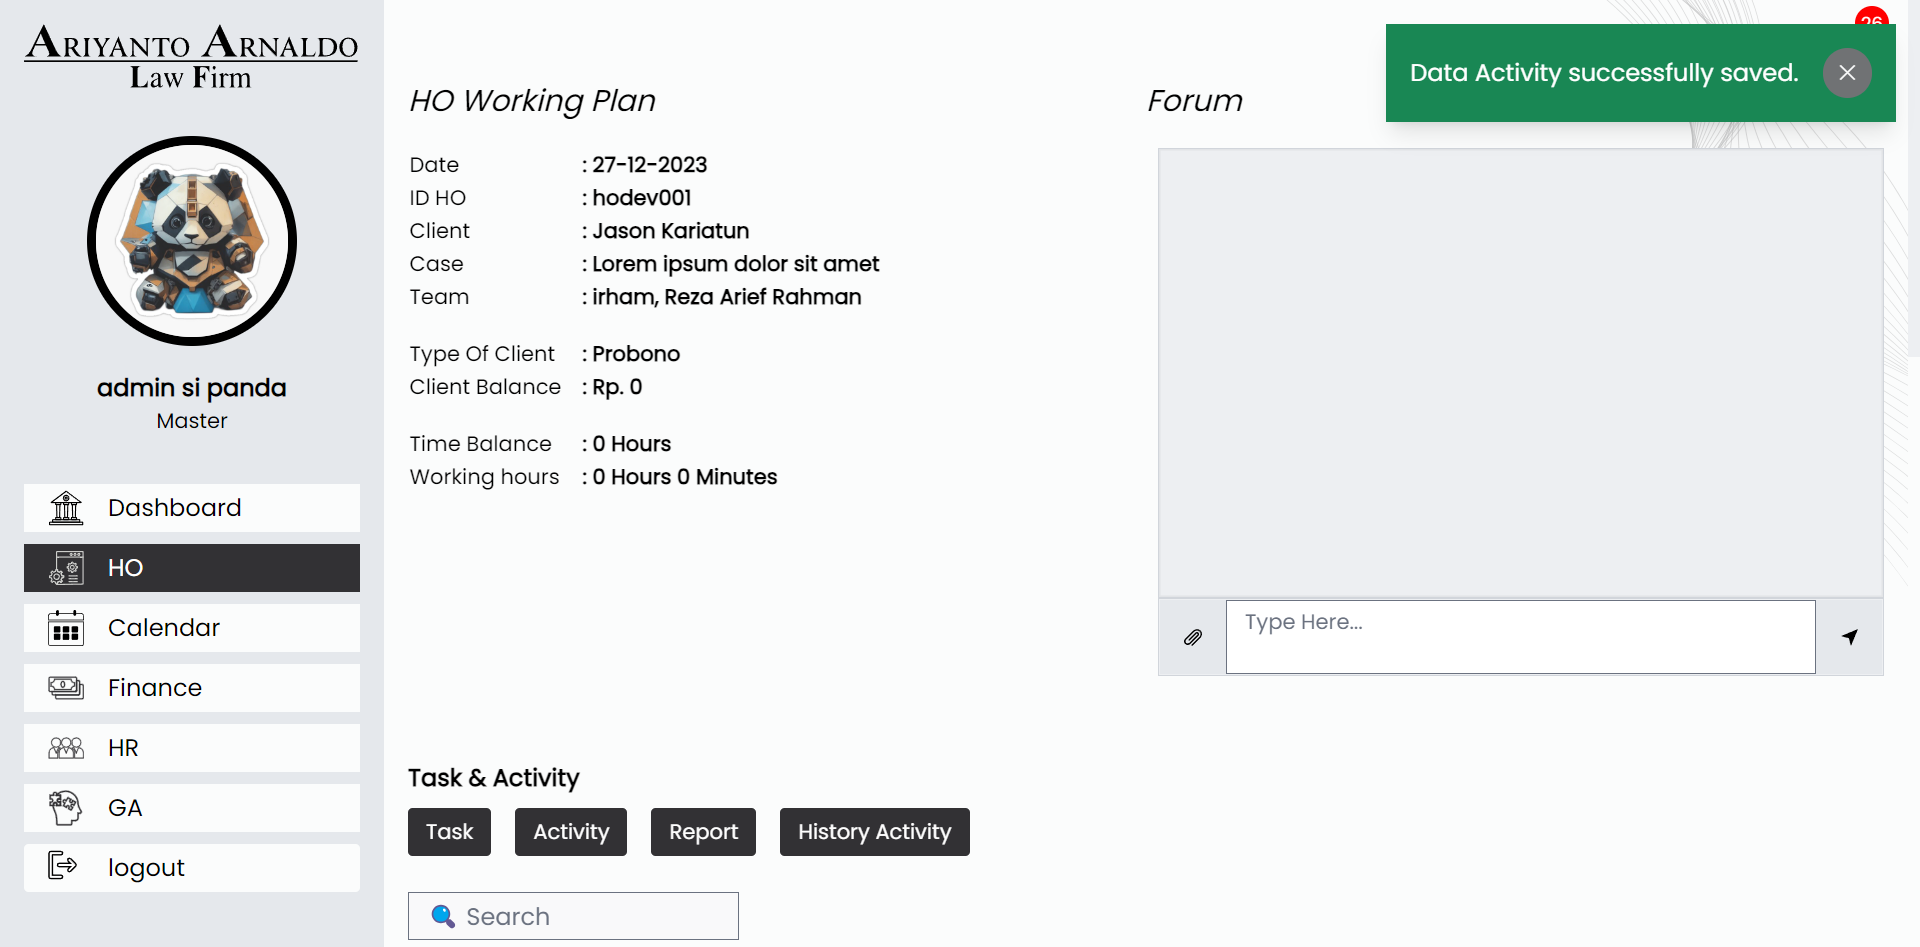 ARIYANTO ARNALDO
Law Firm
admin si panda
Master
Dashboard
HO
Calendar
Finance
HR
GA
logout
HO Working Plan
Date : 27-12-2023
ID HO : hodev001
Client : Jason Kariatun
Case : Lorem ipsum dolor sit amet
Team : irham, Reza Arief Rahman
Type Of Client : Probono
Client Balance : Rp. 0
Time Balance : 0 Hours
Working hours : 0 Hours 0 Minutes
Forum
26
Data Activity successfully saved.
Type Here...
Task & Activity
Task
Activity
Report
History Activity
Search